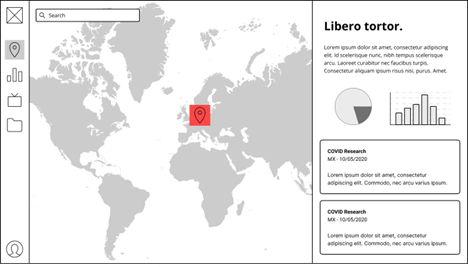 Search
Libero tortor.
Lorem ipsum dolor sit amet, consectetur adipiscing
elit. Id scelerisque nunc, nibh tempus scelerisque
arcu. Laoreet curabitur nec faucibus turpis.
Consectetur aliquam ipsum risus nisi, purus. Amet.
COVID Research
MX - 10/05/2020
Lorem ipsum dolor sit amet, consectetur
adipiscing elit. Commodo, nec arcu varius ipsum.
COVID Research
MX - 10/05/2020
Lorem ipsum dolor sit amet, consectetur
adipiscing elit. Commodo, nec arcu varius ipsum.